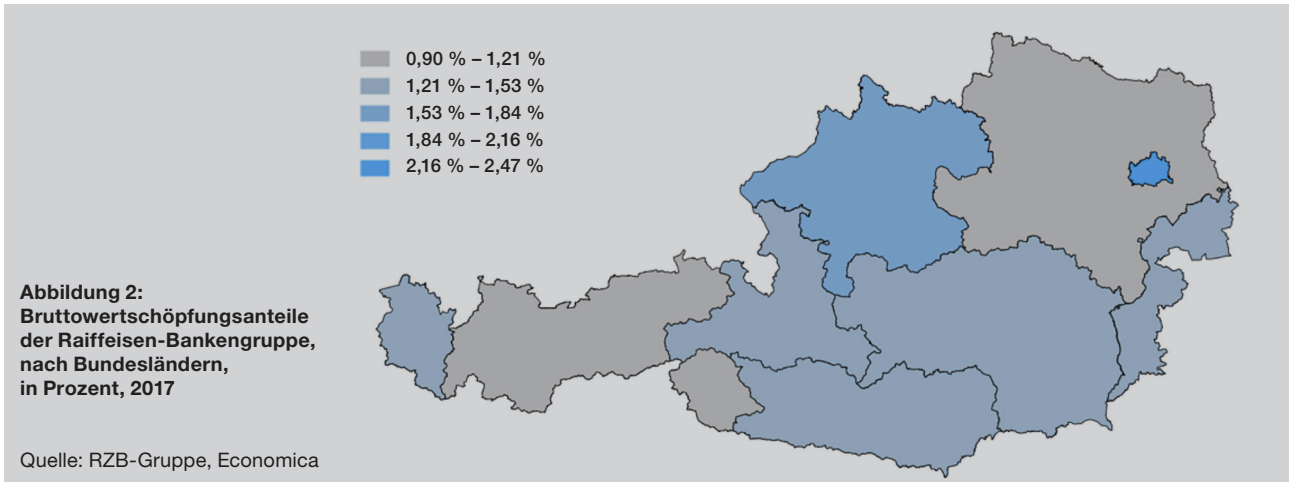 0,90 % – 1,21 %
1,21 % – 1,53 %
1,53 % – 1,84 %
1,84 % – 2,16 %
2,16 % – 2,47 %
Abbildung 2:
Bruttowertschöpfungsanteile
der Raiffeisen-Bankengruppe,
nach Bundesländern,
in Prozent, 2017
Quelle: RZB-Gruppe, Economica